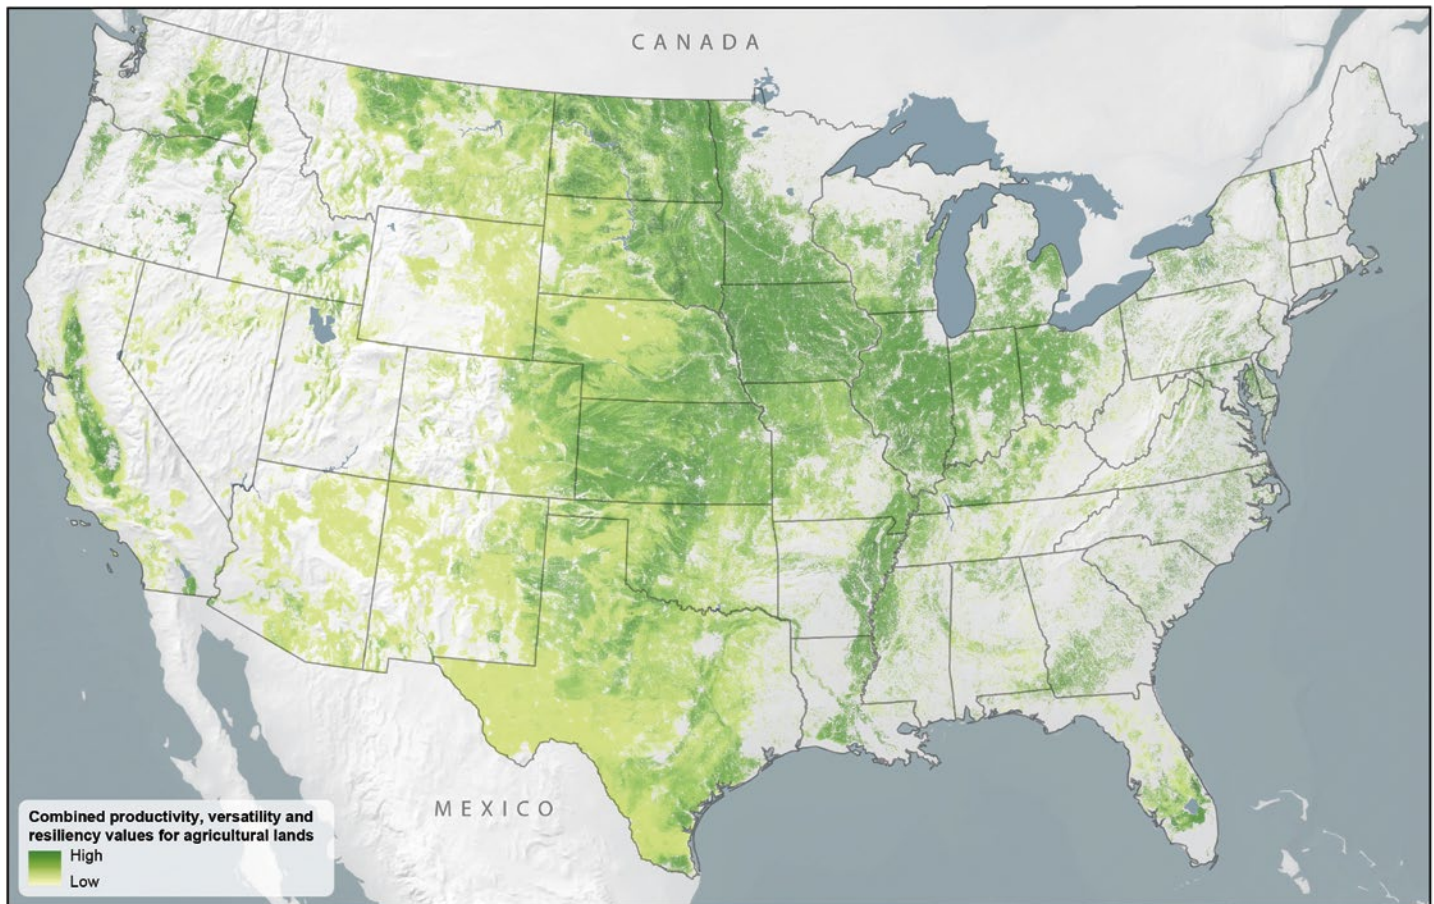 CANADA
MEXICO
Combined productivity, versatility and
resiliency values for agricultural lands
High
Low